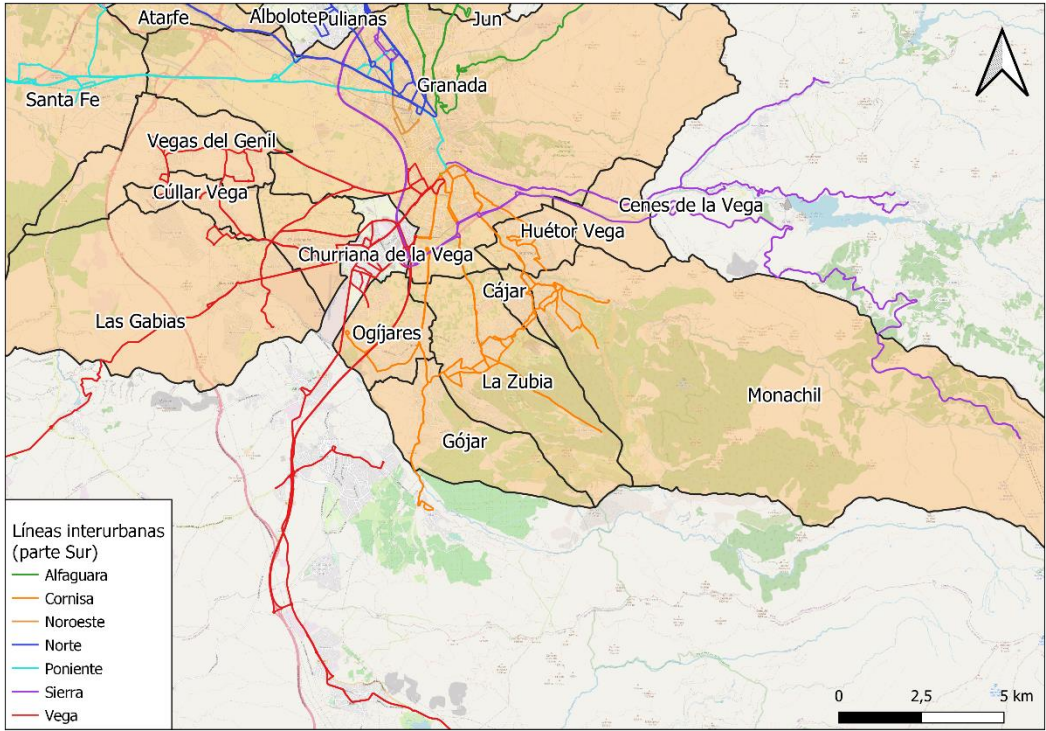 Atarfe
Albolote
Pulianas
Jun
Granada
Santa Fe
Vegas del Genil
Cúllar Vega
Cenes de la Vega
Huétor Vega
Churriana de la Vega
Cájar
Las Gabias
Ogíjares
La Zubia
Monachil
Gójar
Líneas interurbanas
(parte Sur)
Alfaguara
Cornisa
Noroeste
Norte
Poniente
Sierra
Vega
0 2,5 5 km